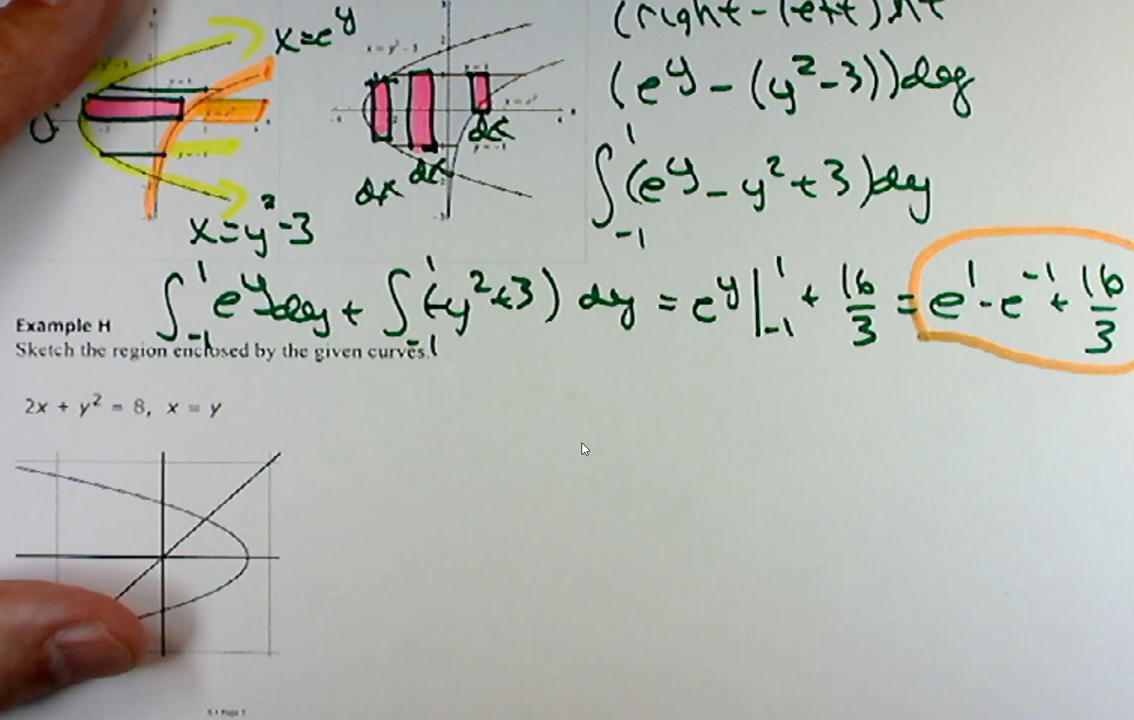 (right - left) ht
x=e^y
(e^y - (y^2-3))dy
dx
dx dx
∫_{-1}^{1} (e^y - y^2 + 3)dy
x=y^2-3
∫_{-1}^{1} e^y dy + ∫_{-1}^{1} (-y^2+3) dy = e^y |_{-1}^{1} + 16/3 = e^1 - e^{-1} + 16/3
Example H
Sketch the region enclosed by the given curves.
2x + y^2 = 8, x = y